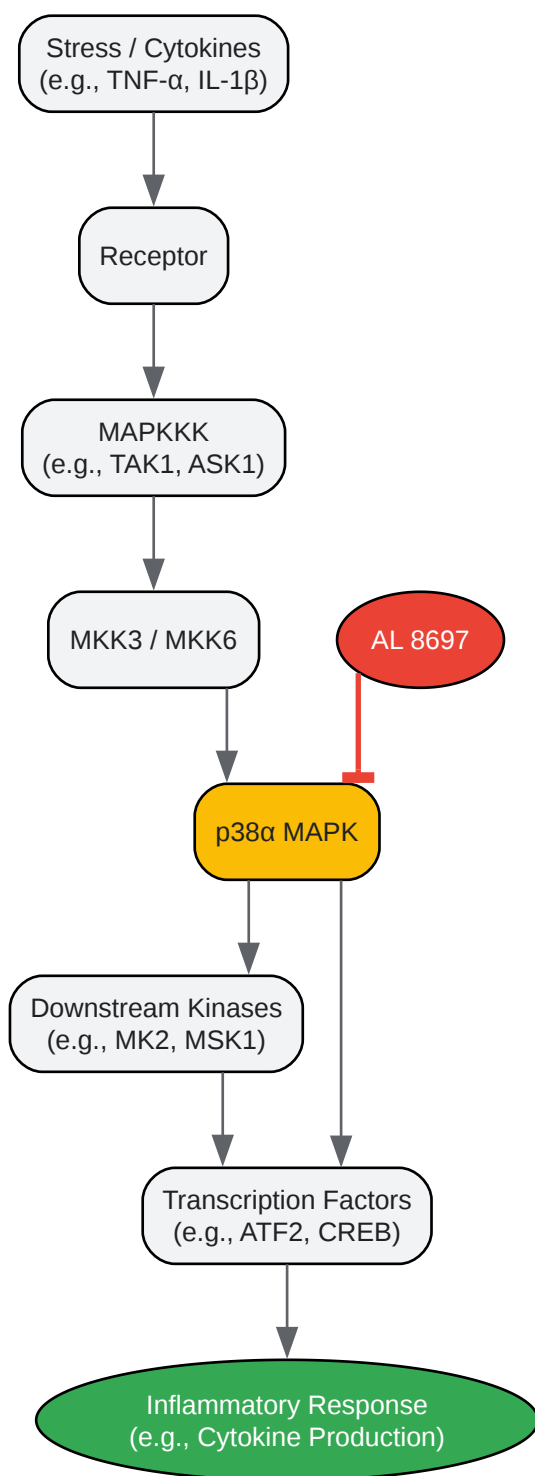 Stress / Cytokines
(e.g., TNF-α, IL-1β)
Receptor
MAPKKK
(e.g., TAK1, ASK1)
MKK3 / MKK6
AL 8697
p38α MAPK
Downstream Kinases
(e.g., MK2, MSK1)
Transcription Factors
(e.g., ATF2, CREB)
Inflammatory Response
(e.g., Cytokine Production)